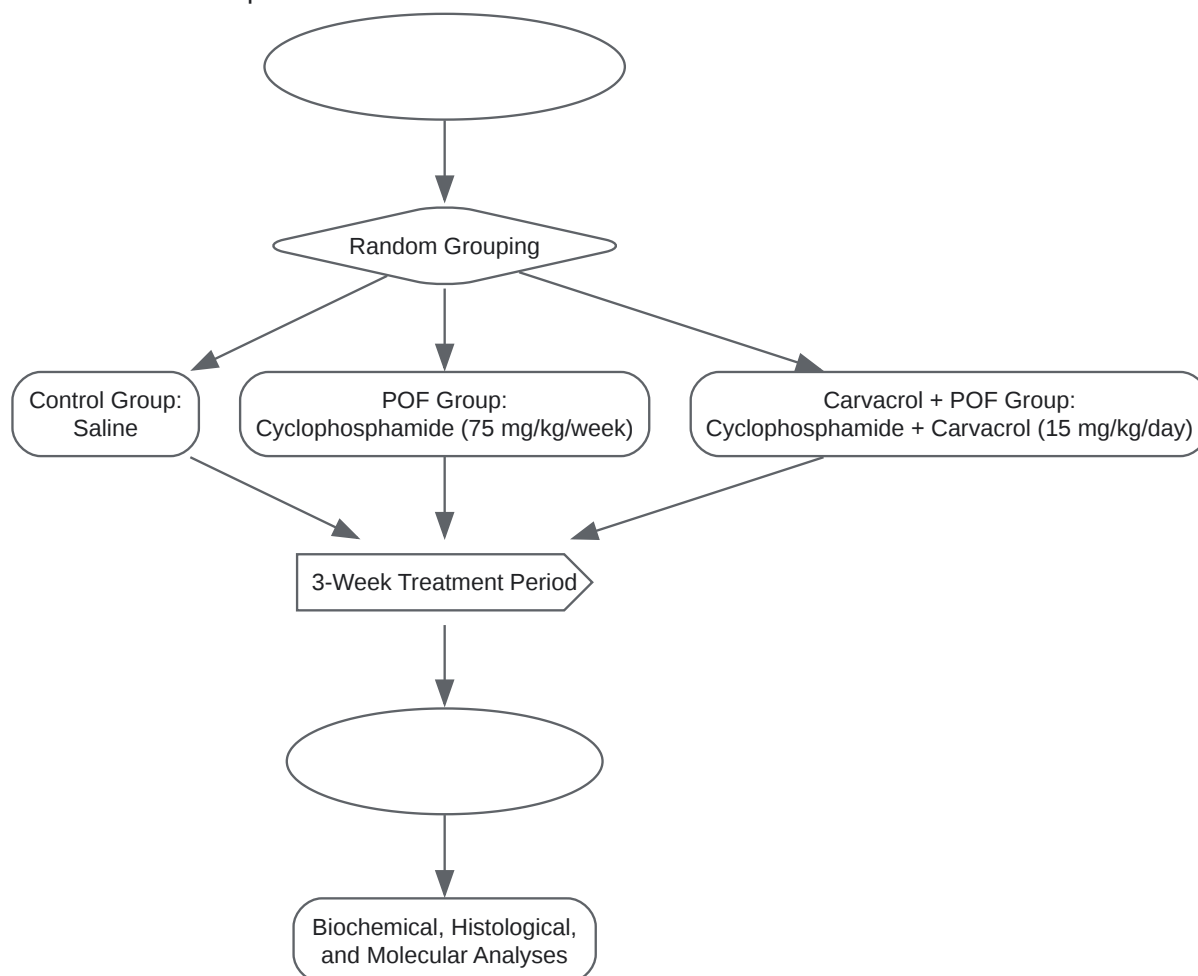 Random Grouping
Control Group:
Saline
POF Group:
Cyclophosphamide (75 mg/kg/week)
Carvacrol + POF Group:
Cyclophosphamide + Carvacrol (15 mg/kg/day)
3-Week Treatment Period
Biochemical, Histological,
and Molecular Analyses